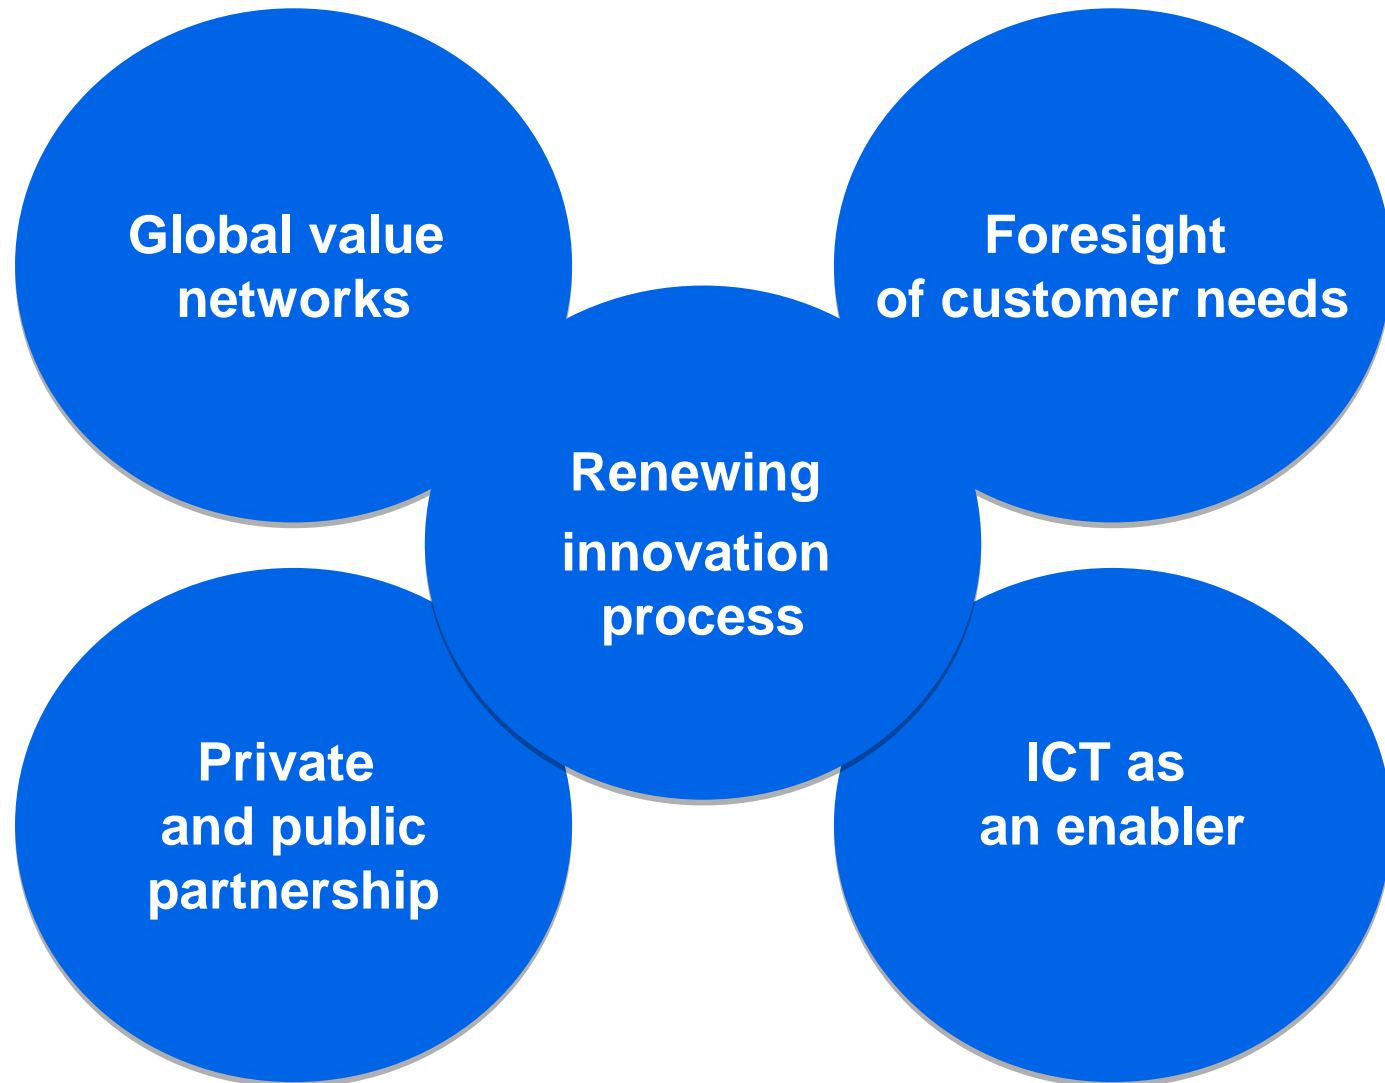 Global value
networks
Foresight
of customer needs
Renewing
innovation
process
Private
and public
partnership
ICT as
an enabler